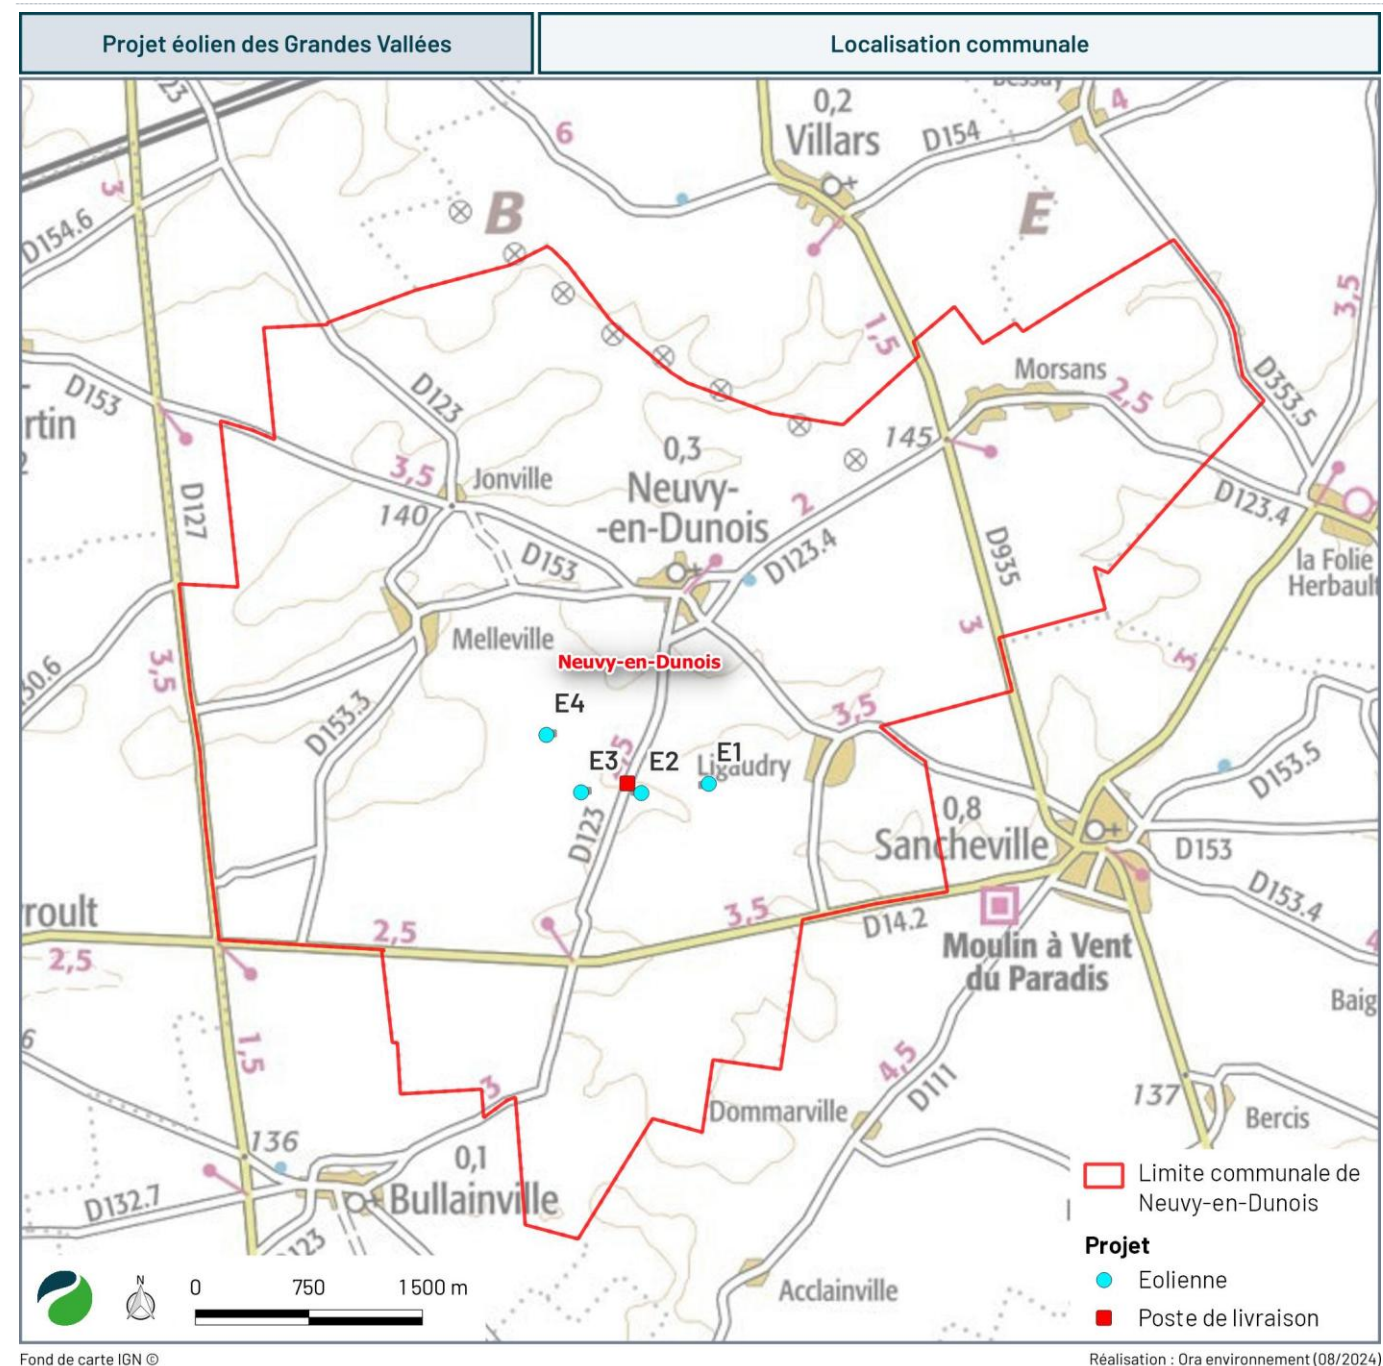 Projet éolien des Grandes Vallées
Localisation communale
23
6
0,2
Villars
D154
4
3
B
E
D154.6
1,5
3,5
D153
rtin
D123
Morsans
2,5
D353.5
0,3
Neuvy-
-en-Dunois
145
3,5
Jonville
140
2
D127
D153
D123.4
D935
D123.4
la Folie
Herbault
Melleville
Neuvy-en-Dunois
3
3
3,5
30.6
D153.3
E4
3,5
E3
E2
E1
Ligaudry
D153.5
D123
0,8
Sancheville
D153
roult
2,5
2,5
3,5
D14.2
D153.4
4
Moulin à Vent
du Paradis
Baig
6
1,5
3
4,5
D111
Dommarville
137
Bercis
136
0,1
Bullainville
D132.7
123
Acclainville
Limite communale de
Neuvy-en-Dunois
Projet
Eolienne
Poste de livraison
N
0 750 1 500 m
Fond de carte IGN ©
Réalisation : Ora environnement (08/2024)